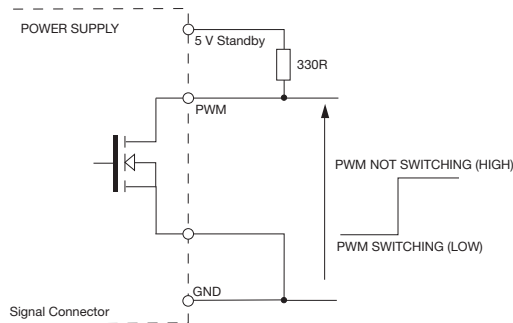 POWER SUPPLY
5 V Standby
330R
PWM
PWM NOT SWITCHING (HIGH)
PWM SWITCHING (LOW)
GND
Signal Connector